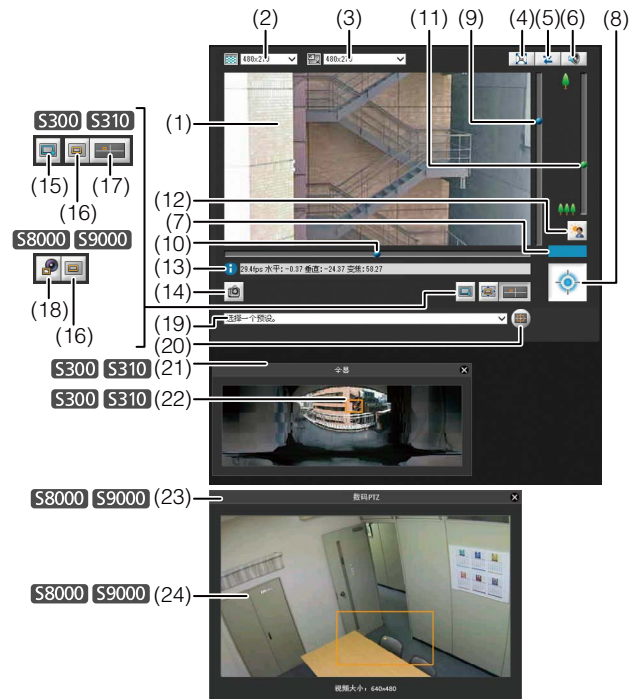 (2)
(3)
(11)
(9)
(4)(5)(6)
(8)
480x270
480x270
(1)
S300 S310
(15)
(16)
(17)
(12)
(7)
(10)
S8000 S9000
(13)
29.4fps 水平: -0.37 垂直: -24.37 变焦: 58.27
(14)
(18)
(16)
(19)
选择一个预设。
(20)
S300 S310 (21)
全景
S300 S310 (22)
S8000 S9000 (23)
数码PTZ
S8000 S9000 (24)
视频大小: 640x480